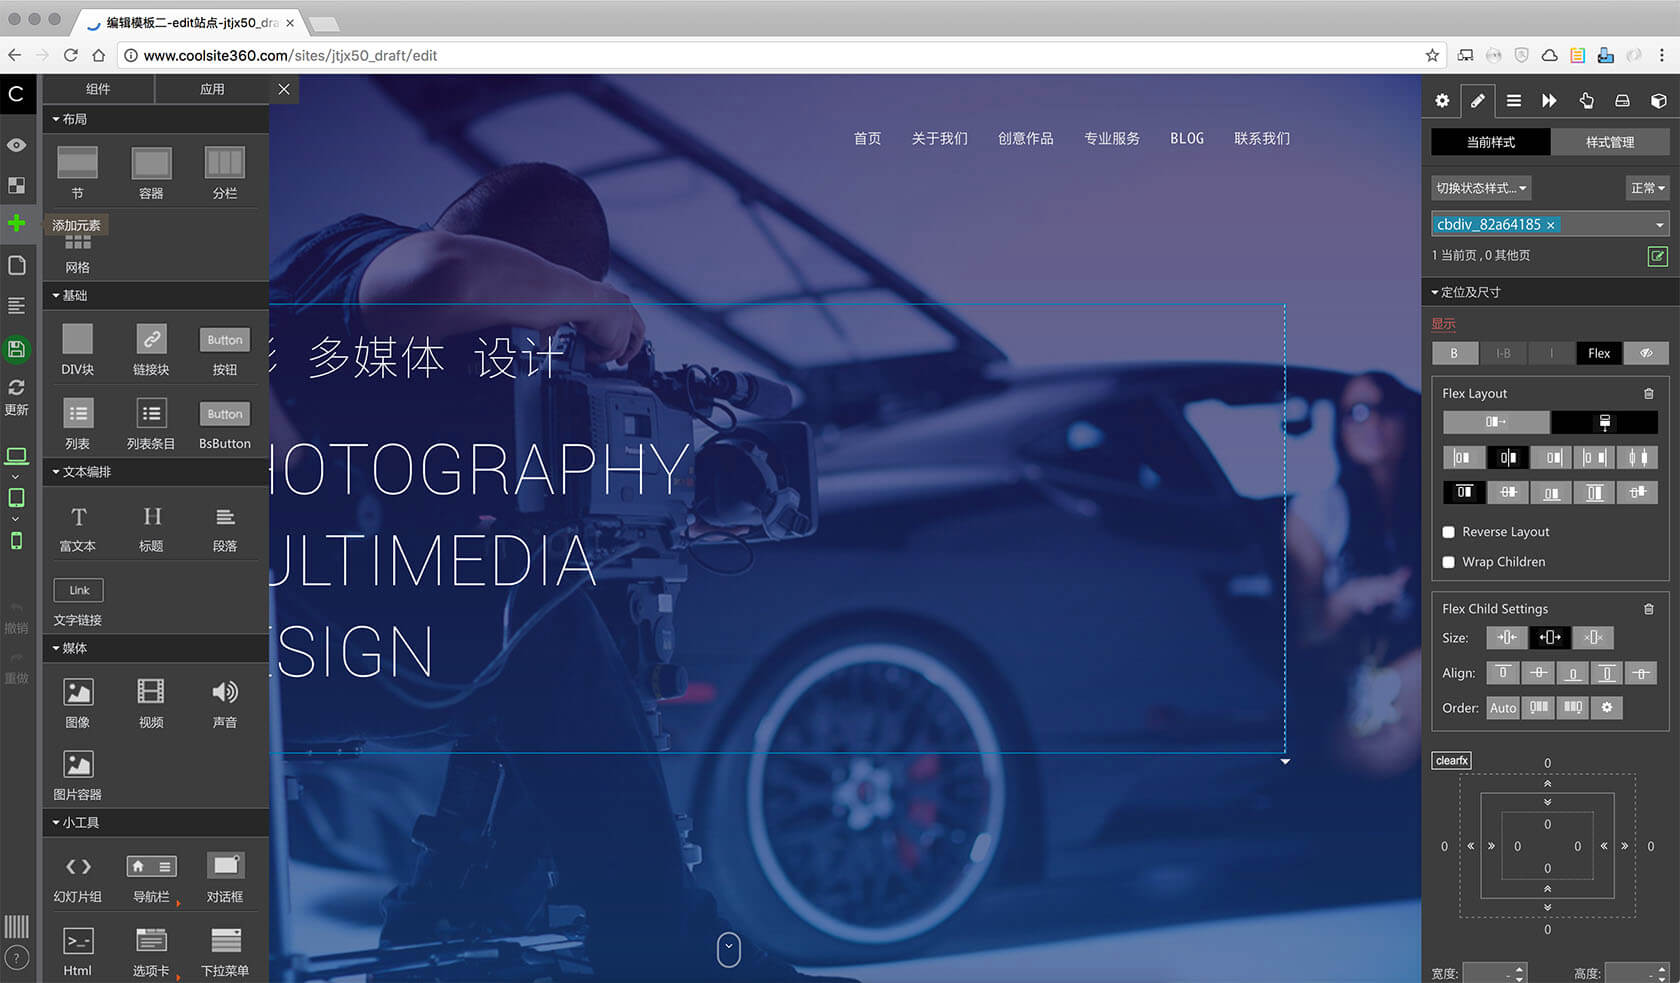 编辑模板二-edit站点-jtjx50_dra
www.coolsite360.com/sites/jtjx50_draft/edit
C
更新
撤销
重做
?
组件 应用
布局
节 容器 分栏
添加元素
网格
基础
Button
DIV块 链接块 按钮
Button
列表 列表条目 BsButton
文本编排
T H
富文本 标题 段落
Link
文字链接
媒体
图像 视频 声音
图片容器
小工具
幻灯片组 导航栏 对话框
Html 选项卡 下拉菜单
首页 关于我们 创意作品 专业服务 BLOG 联系我们
多媒体 设计
HOTOGRAPHY
ULTIMEDIA
ESIGN
当前样式 样式管理
切换状态样式... 正常
cbdiv_82a64185 ×
1 当前页 , 0 其他页
定位及尺寸
显示
B I-B I Flex
Flex Layout
Reverse Layout
Wrap Children
Flex Child Settings
Size:
Align:
Order: Auto
clearfx
0
0
0 0 0 0
0
0
宽度: - 高度: -